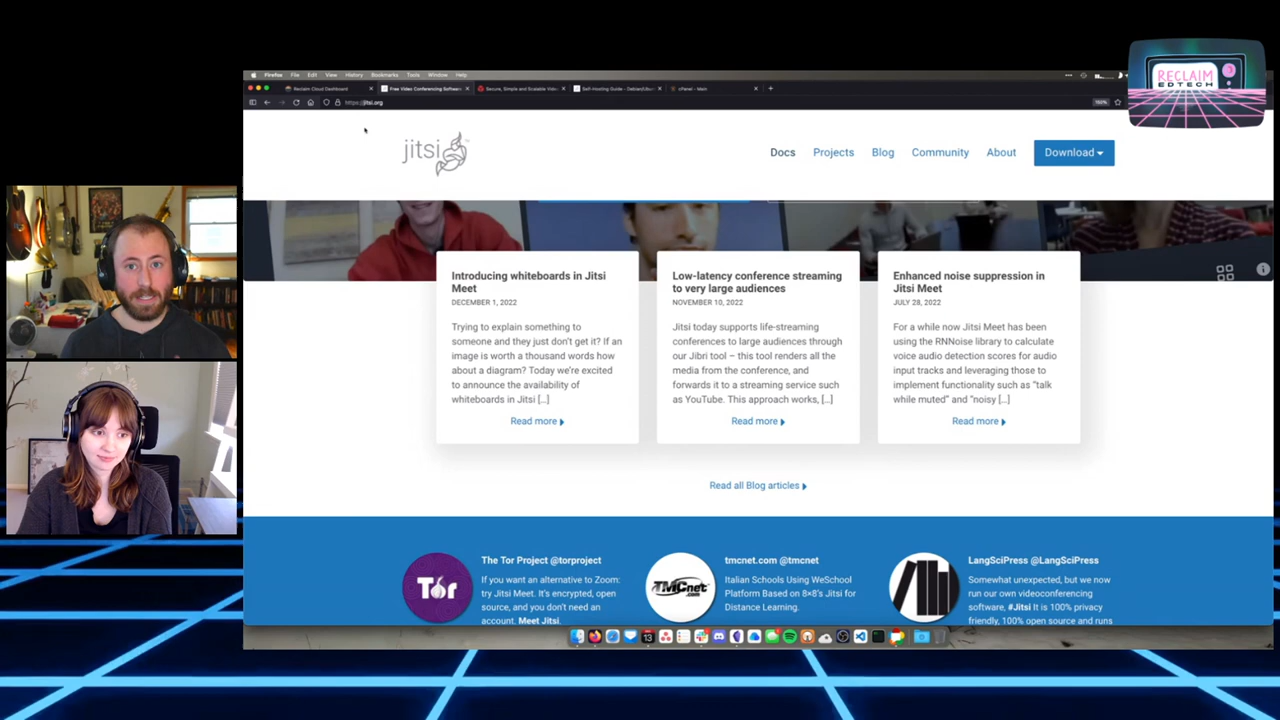 RECLAIM
EDTECH
Firefox File Edit View History Bookmarks Tools Window Help
Reclaim Cloud Dashboard
Free Video Conferencing Softwar
Secure, Simple and Scalable Video
Self-Hosting Guide - Debian/Ubun
cPanel - Main
https://jitsi.org
150%
jitsi
Docs
Projects
Blog
Community
About
Download
Introducing whiteboards in Jitsi
Meet
DECEMBER 1, 2022
Trying to explain something to
someone and they just don't get it? If an
image is worth a thousand words how
about a diagram? Today we're excited
to announce the availability of
whiteboards in Jitsi [...]
Read more
Low-latency conference streaming
to very large audiences
NOVEMBER 10, 2022
Jitsi today supports life-streaming
conferences to large audiences through
our Jibri tool – this tool renders all the
media from the conference, and
forwards it to a streaming service such
as YouTube. This approach works, [...]
Read more
Enhanced noise suppression in
Jitsi Meet
JULY 28, 2022
For a while now Jitsi Meet has been
using the RNNoise library to calculate
voice audio detection scores for audio
input tracks and leveraging those to
implement functionality such as "talk
while muted" and "noisy [...]
Read more
Read all Blog articles
Tor
The Tor Project @torproject
If you want an alternative to Zoom:
try Jitsi Meet. It's encrypted, open
source, and you don't need an
account. Meet Jitsi.
TMCnet
.com
tmcnet.com @tmcnet
Italian Schools Using WeSchool
Platform Based on 8×8's Jitsi for
Distance Learning.
LangSciPress @LangSciPress
Somewhat unexpected, but we now
run our own videoconferencing
software, #Jitsi It is 100% privacy
friendly, 100% open source and runs
13